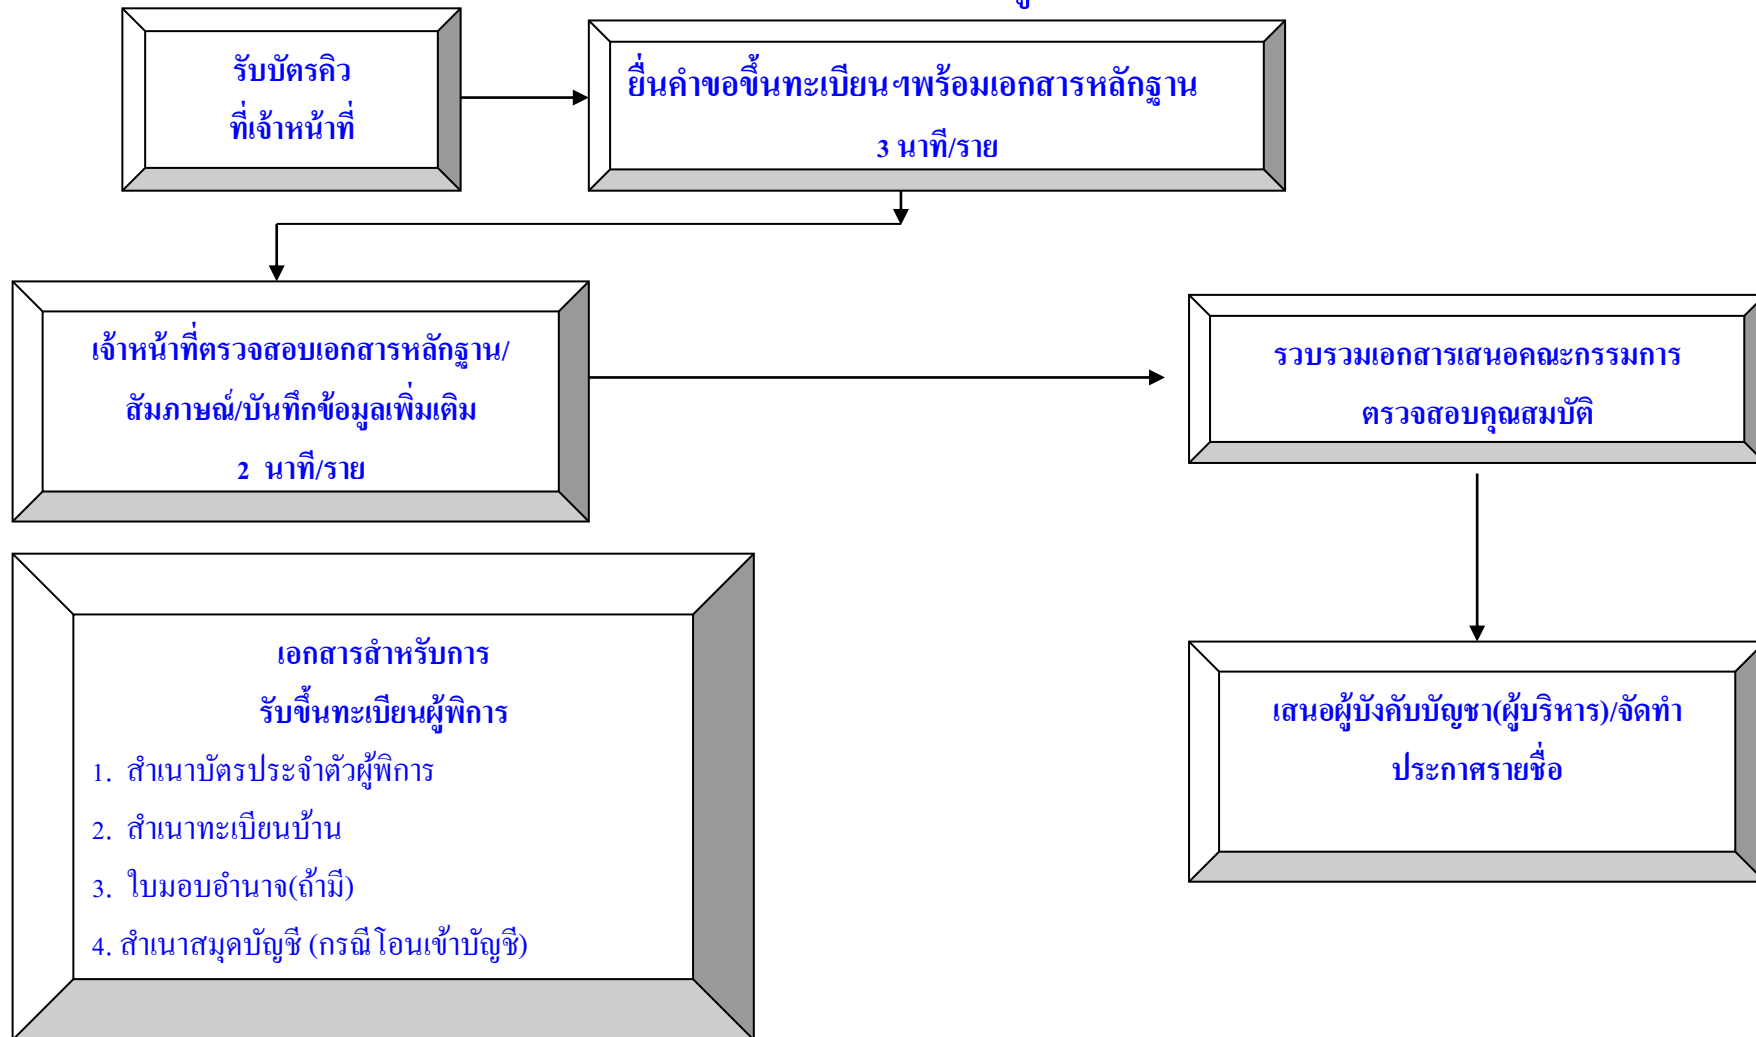 รับบัตรคิว
ที่เจ้าหน้าที่
ยื่นคำขอขึ้นทะเบียนฯพร้อมเอกสารหลักฐาน
3 นาที/ราย
เจ้าหน้าที่ตรวจสอบเอกสารหลักฐาน/
สัมภาษณ์/บันทึกข้อมูลเพิ่มเติม
2 นาที/ราย
รวบรวมเอกสารเสนอคณะกรรมการ
ตรวจสอบคุณสมบัติ
เอกสารสำหรับการ
รับขึ้นทะเบียนผู้พิการ
1. สำเนาบัตรประจำตัวผู้พิการ
2. สำเนาทะเบียนบ้าน
3. ใบมอบอำนาจ(ถ้ามี)
4. สำเนาสมุดบัญชี (กรณีโอนเข้าบัญชี)
เสนอผู้บังคับบัญชา(ผู้บริหาร)/จัดทำ
ประกาศรายชื่อ